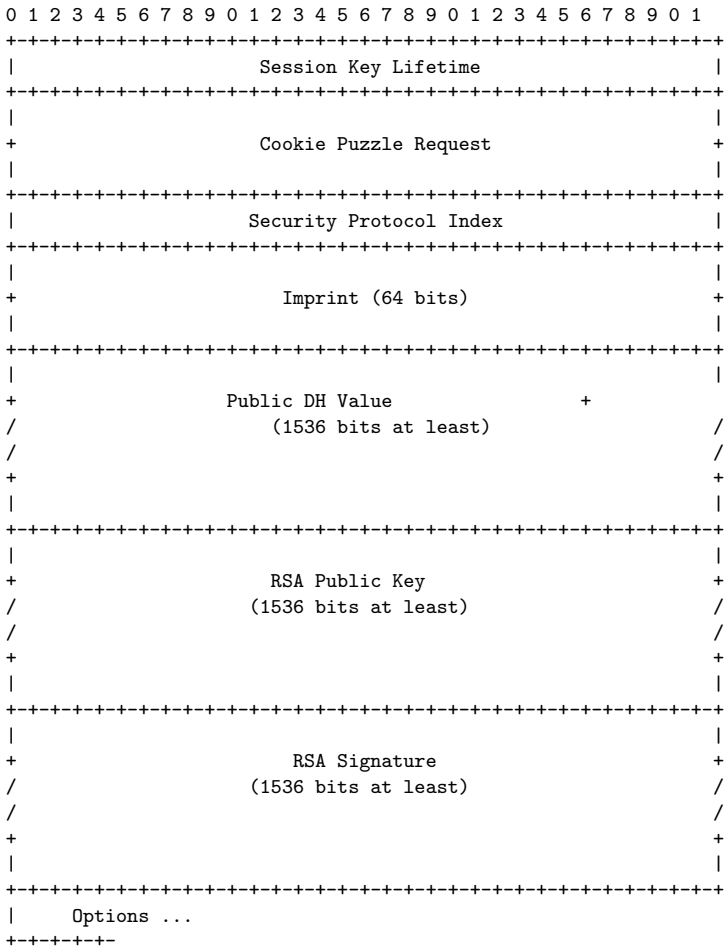 0 1 2 3 4 5 6 7 8 9 0 1 2 3 4 5 6 7 8 9 0 1 2 3 4 5 6 7 8 9 0 1
+-+-+-+-+-+-+-+-+-+-+-+-+-+-+-+-+-+-+-+-+-+-+-+-+-+-+-+-+-+-+-+-+
| Session Key Lifetime |
+-+-+-+-+-+-+-+-+-+-+-+-+-+-+-+-+-+-+-+-+-+-+-+-+-+-+-+-+-+-+-+-+
| |
+ Cookie Puzzle Request +
| |
+-+-+-+-+-+-+-+-+-+-+-+-+-+-+-+-+-+-+-+-+-+-+-+-+-+-+-+-+-+-+-+-+
| Security Protocol Index |
+-+-+-+-+-+-+-+-+-+-+-+-+-+-+-+-+-+-+-+-+-+-+-+-+-+-+-+-+-+-+-+-+
| |
+ Imprint (64 bits) +
| |
+-+-+-+-+-+-+-+-+-+-+-+-+-+-+-+-+-+-+-+-+-+-+-+-+-+-+-+-+-+-+-+-+
| |
+ Public DH Value +
/ (1536 bits at least) /
/ /
+ +
| |
+-+-+-+-+-+-+-+-+-+-+-+-+-+-+-+-+-+-+-+-+-+-+-+-+-+-+-+-+-+-+-+-+
| |
+ RSA Public Key +
/ (1536 bits at least) /
/ /
+ +
| |
+-+-+-+-+-+-+-+-+-+-+-+-+-+-+-+-+-+-+-+-+-+-+-+-+-+-+-+-+-+-+-+-+
| |
+ RSA Signature +
/ (1536 bits at least) /
/ /
+ +
| |
+-+-+-+-+-+-+-+-+-+-+-+-+-+-+-+-+-+-+-+-+-+-+-+-+-+-+-+-+-+-+-+-+
| Options ...
+-+-+-+-+-